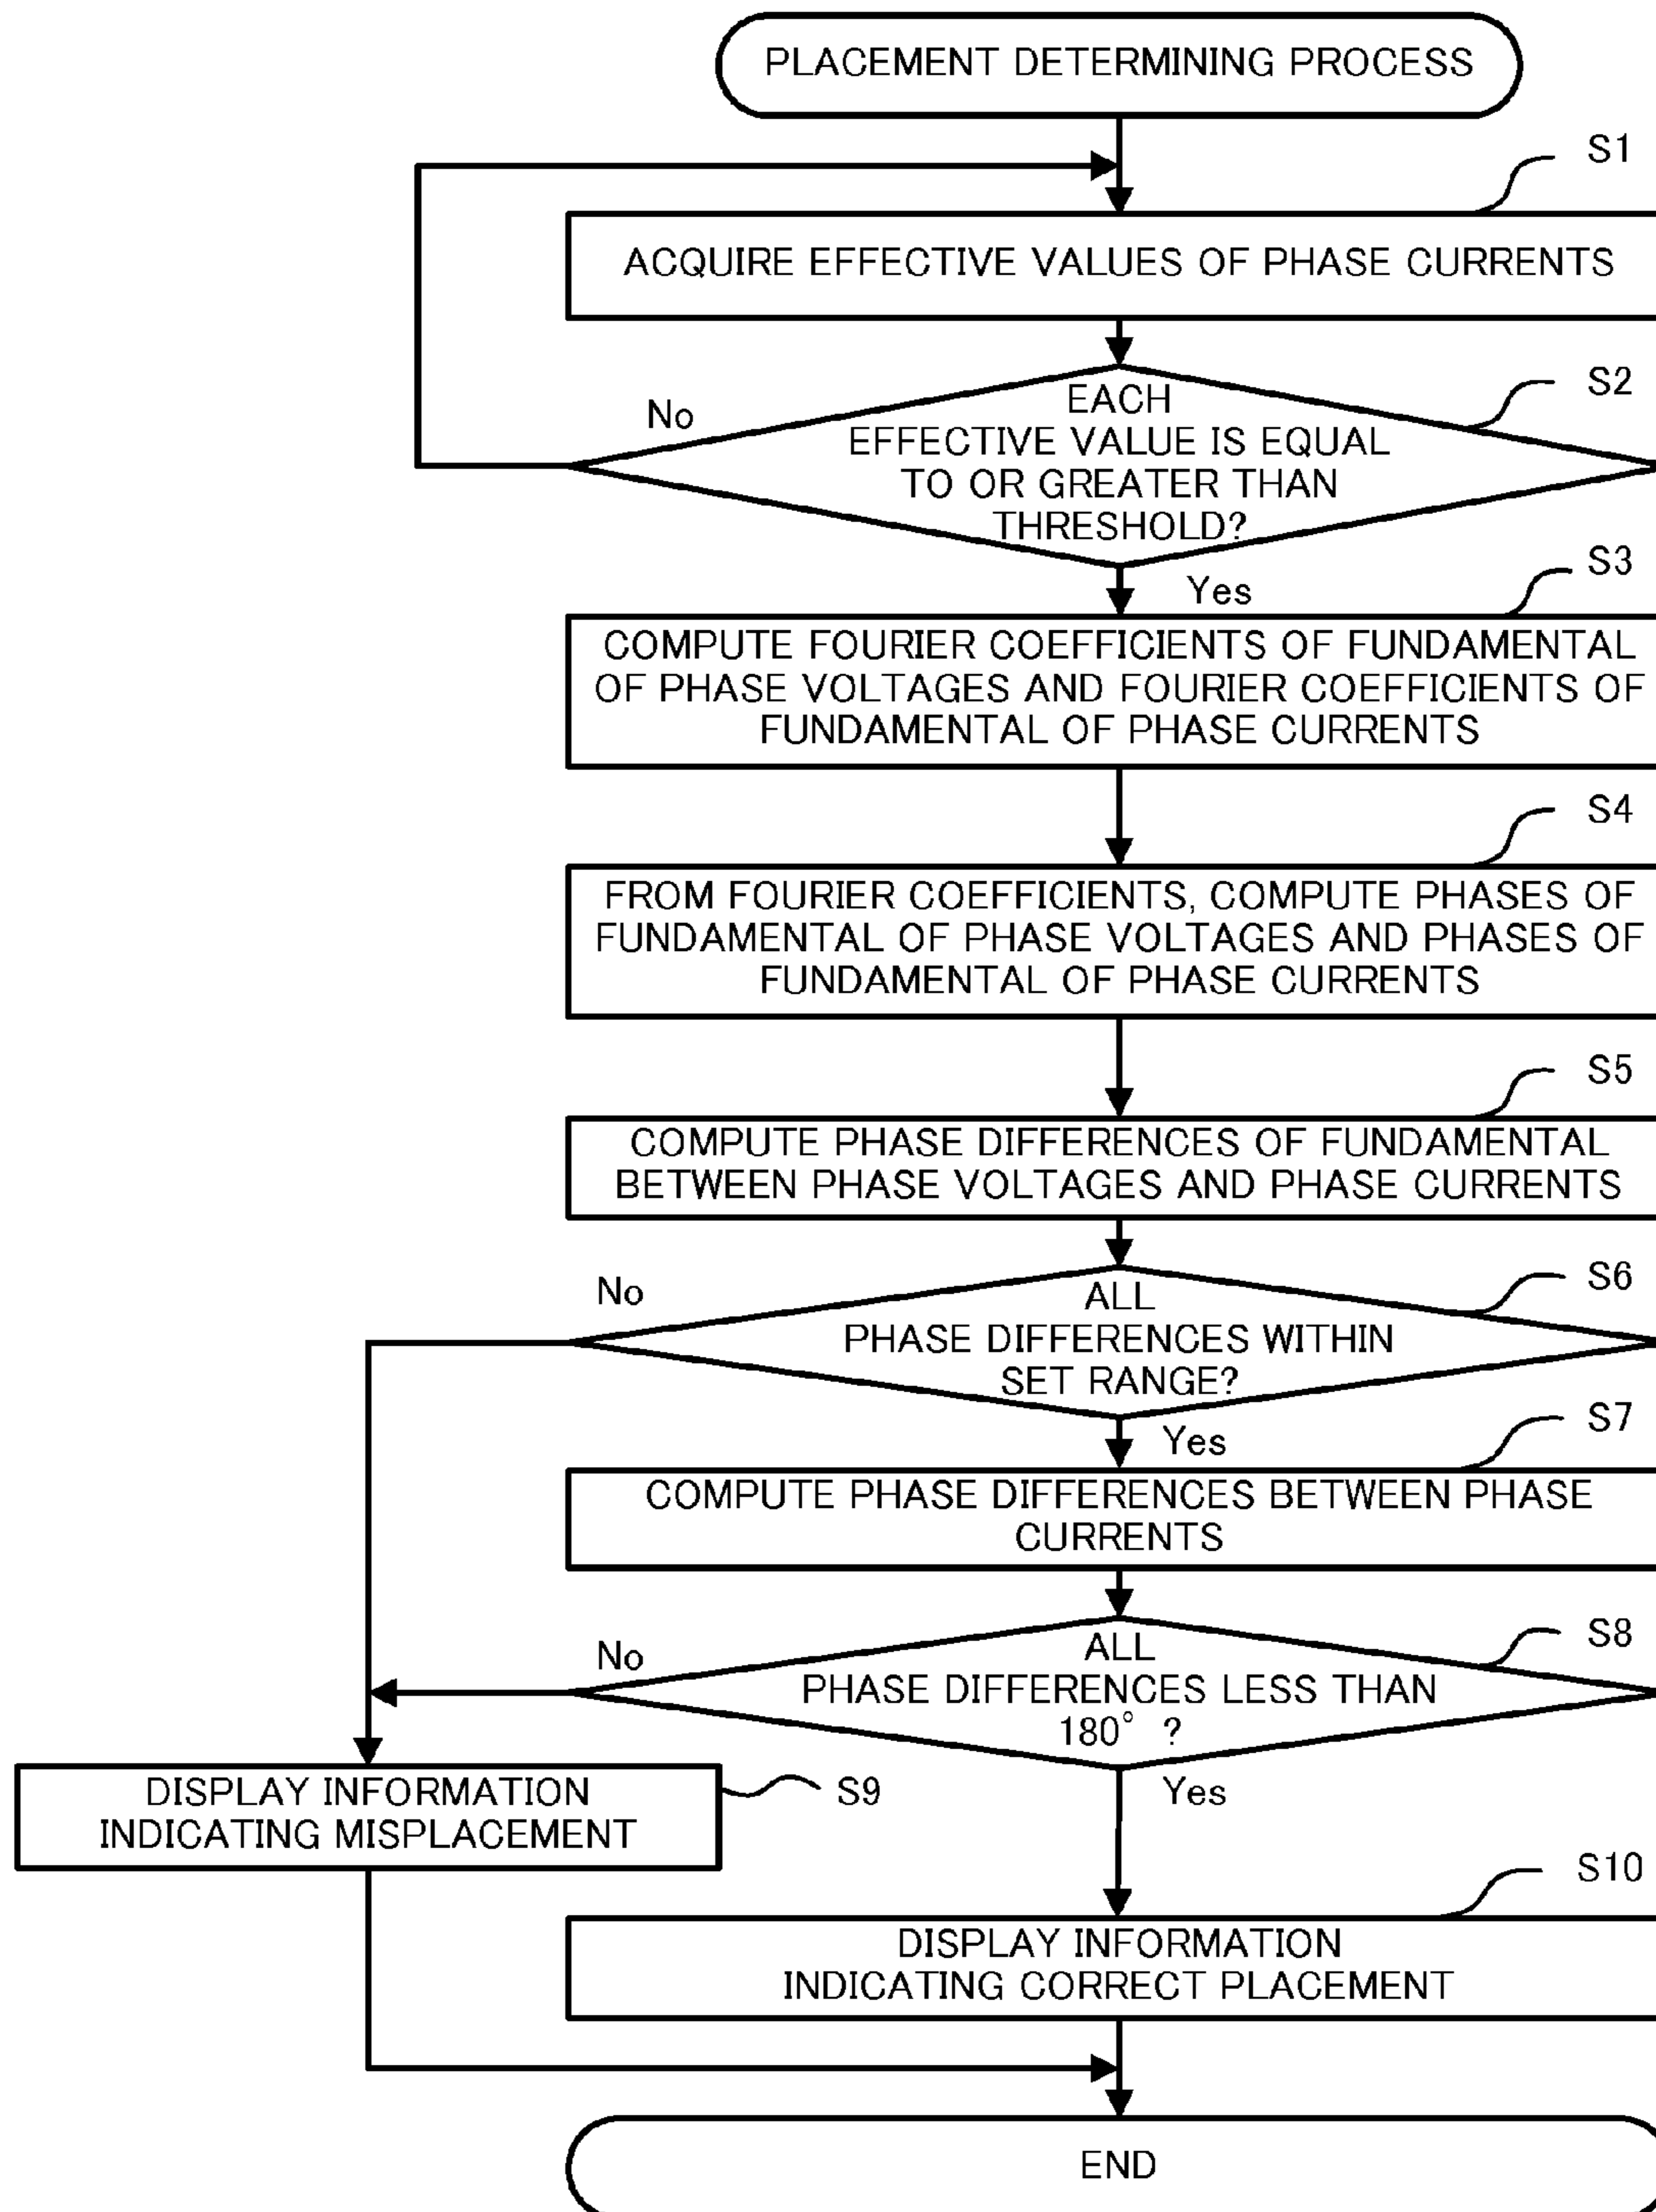 PLACEMENT DETERMINING PROCESS
S1
ACQUIRE EFFECTIVE VALUES OF PHASE CURRENTS
S2
No
EACH
EFFECTIVE VALUE IS EQUAL
TO OR GREATER THAN
THRESHOLD?
S3
Yes
COMPUTE FOURIER COEFFICIENTS OF FUNDAMENTAL
OF PHASE VOLTAGES AND FOURIER COEFFICIENTS OF
FUNDAMENTAL OF PHASE CURRENTS
S4
FROM FOURIER COEFFICIENTS, COMPUTE PHASES OF
FUNDAMENTAL OF PHASE VOLTAGES AND PHASES OF
FUNDAMENTAL OF PHASE CURRENTS
S5
COMPUTE PHASE DIFFERENCES OF FUNDAMENTAL
BETWEEN PHASE VOLTAGES AND PHASE CURRENTS
S6
No
ALL
PHASE DIFFERENCES WITHIN
SET RANGE?
S7
Yes
COMPUTE PHASE DIFFERENCES BETWEEN PHASE
CURRENTS
S8
No
ALL
PHASE DIFFERENCES LESS THAN
180° ?
Yes
DISPLAY INFORMATION
INDICATING MISPLACEMENT
S9
S10
DISPLAY INFORMATION
INDICATING CORRECT PLACEMENT
END